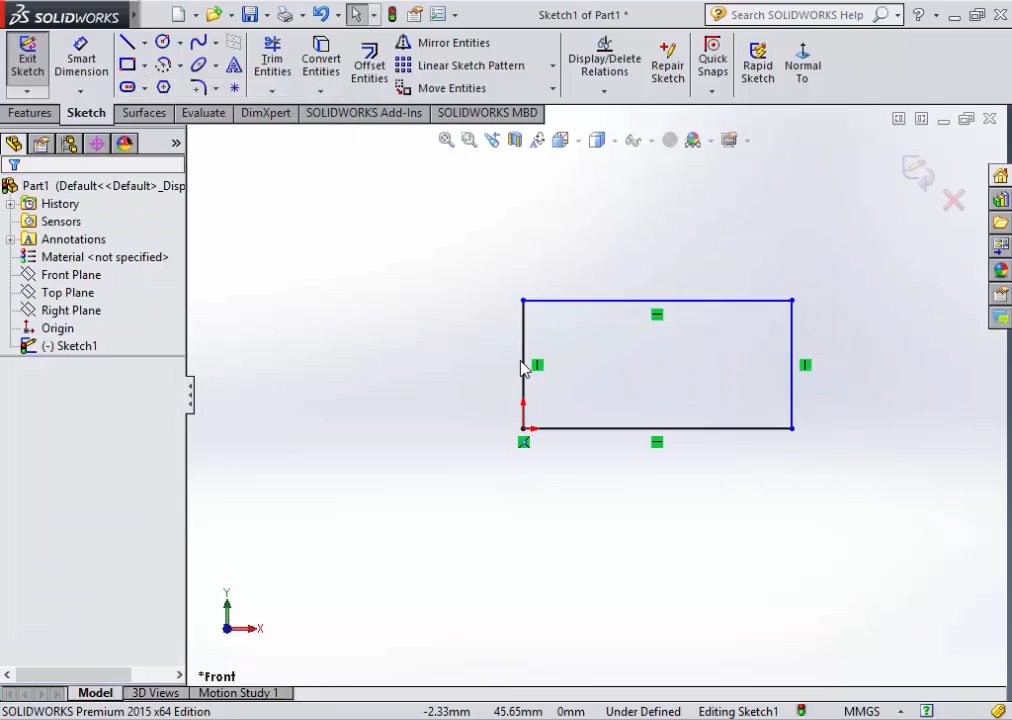 SOLIDWORKS
Sketch1 of Part1 *
Search SOLIDWORKS Help
?
Exit Sketch
Smart Dimension
Trim Entities
Convert Entities
Offset Entities
Mirror Entities
Linear Sketch Pattern
Move Entities
Display/Delete Relations
Repair Sketch
Quick Snaps
Rapid Sketch
Normal To
Features
Sketch
Surfaces
Evaluate
DimXpert
SOLIDWORKS Add-Ins
SOLIDWORKS MBD
»
Part1 (Default<<Default>_Disp
History
Sensors
A Annotations
Material <not specified>
Front Plane
Top Plane
Right Plane
Origin
(-) Sketch1
Y
X
*Front
Model
3D Views
Motion Study 1
SOLIDWORKS Premium 2015 x64 Edition
-2.33mm
45.65mm
0mm
Under Defined
Editing Sketch1
MMGS
?